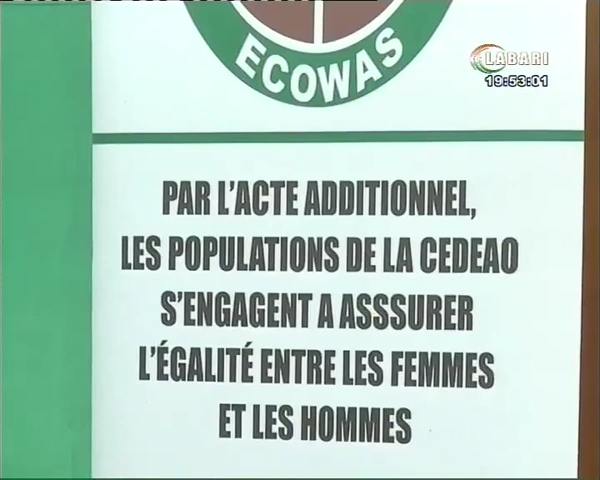 ECOWAS
LABARI
19:53:01
PAR L'ACTE ADDITIONNEL,
LES POPULATIONS DE LA CEDEAO
S'ENGAGENT A ASSSURER
L'ÉGALITÉ ENTRE LES FEMMES
ET LES HOMMES